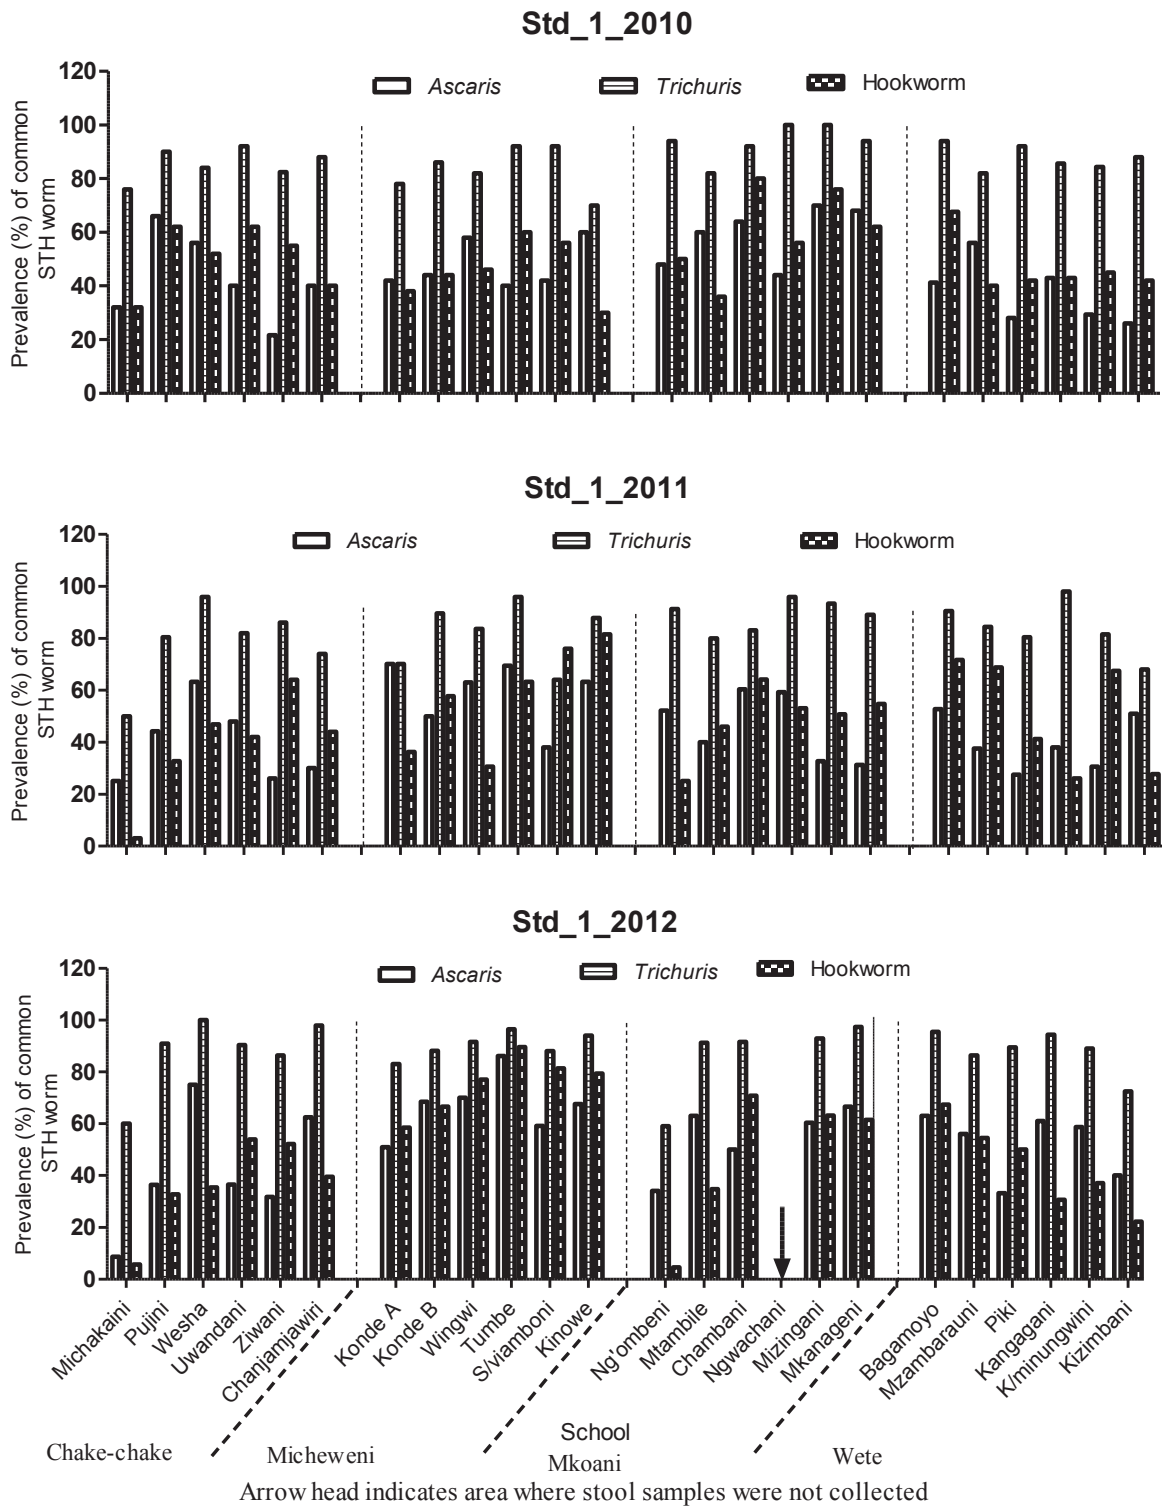 Std_1_2010
Ascaris Trichuris Hookworm
Prevalence (%) of common
STH worm
120
100
80
60
40
20
0
Std_1_2011
Ascaris Trichuris Hookworm
Prevalence (%) of common
STH worm
120
100
80
60
40
20
0
Std_1_2012
Ascaris Trichuris Hookworm
Prevalence (%) of common
STH worm
120
100
80
60
40
20
0
Michakaini
Pujini
Wesha
Uwandani
Ziwani
Chanjamjawiri
Konde A
Konde B
Wingwi
Tumbe
S/viamboni
Kinowe
Ng'ombeni
Mtambile
Chambani
Ngwachani
Mizingani
Mkanageni
Bagamoyo
Mzambarauni
Piki
Kangagani
K/minungwini
Kizimbani
School
Chake-chake Micheweni Mkoani Wete
Arrow head indicates area where stool samples were not collected